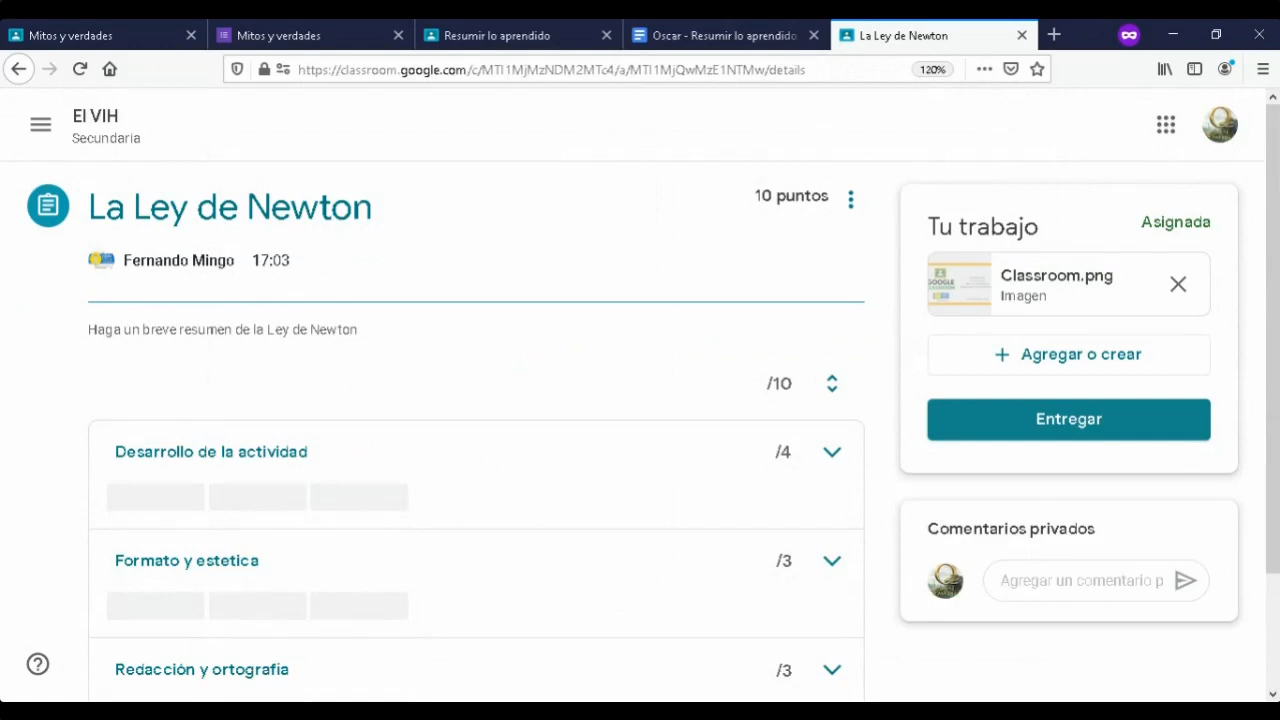 Mitos y verdades
Mitos y verdades
Resumir lo aprendido
Oscar - Resumir lo aprendido
La Ley de Newton
https://classroom.google.com/c/MTI1MjMzNDM2MTc4/a/MTI1MjQwMzE1NTMw/details
120%
El VIH
Secundaria
La Ley de Newton
10 puntos
Fernando Mingo 17:03
Haga un breve resumen de la Ley de Newton
/10
Desarrollo de la actividad /4
Formato y estetica /3
Redacción y ortografia /3
Tu trabajo
Asignada
GOOGLE
Classroom.png
Imagen
+ Agregar o crear
Entregar
Comentarios privados
Agregar un comentario p